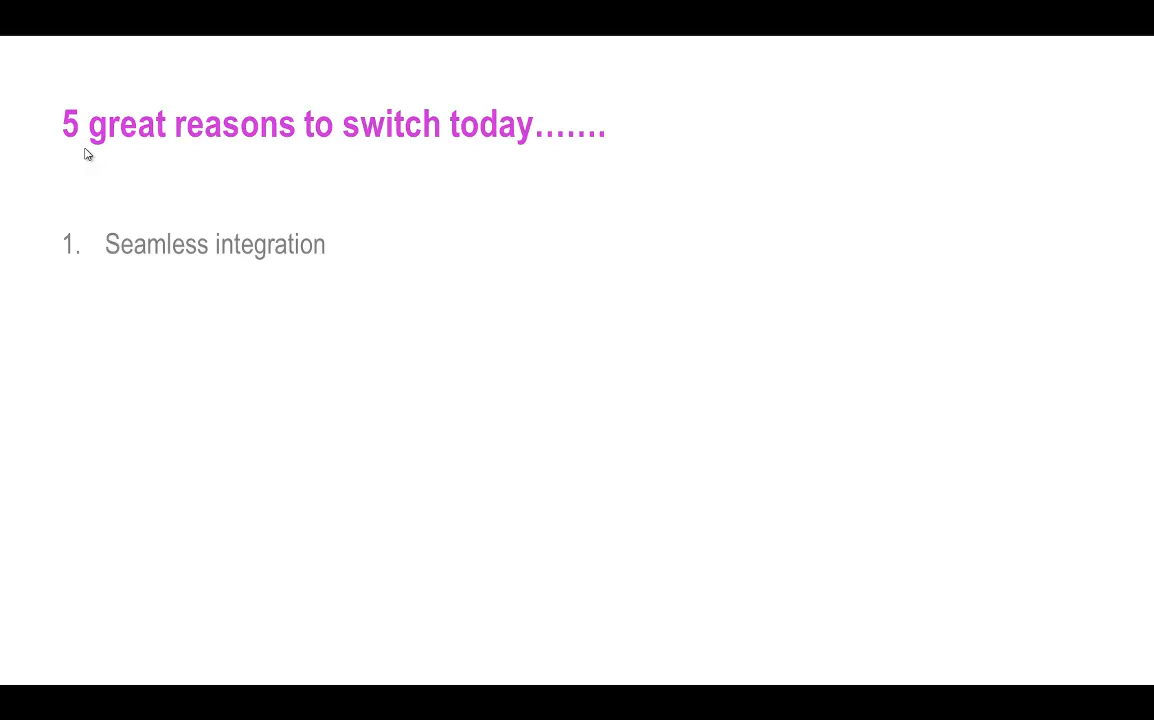 5 great reasons to switch today…….
1. Seamless integration